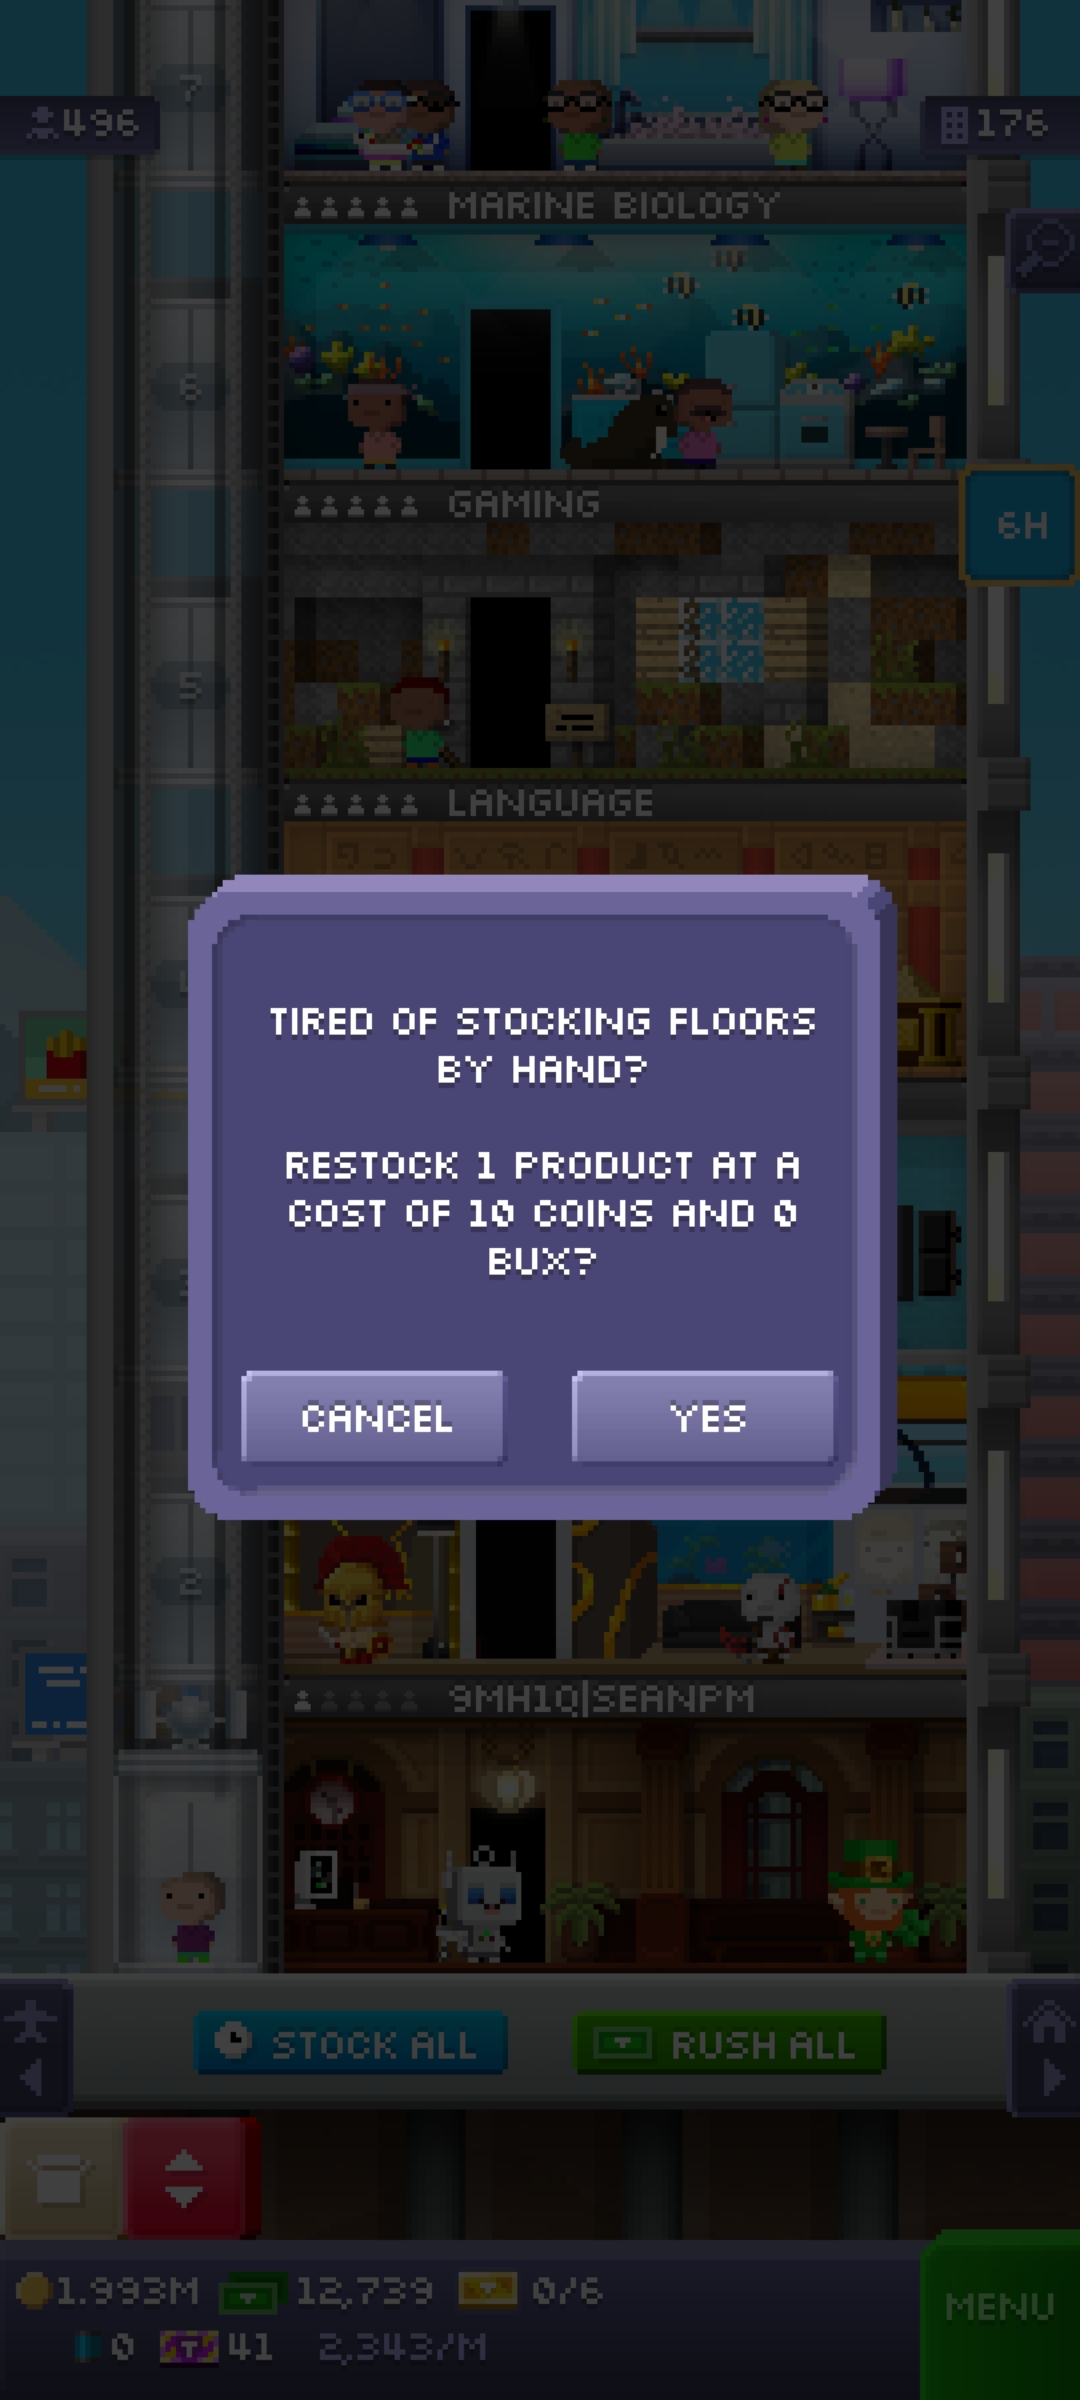 7
496
176
MARINE BIOLOGY
6
GAMING
6H
5
LANGUAGE
TIRED OF STOCKING FLOORS
BY HAND?
RESTOCK 1 PRODUCT AT A
COST OF 10 COINS AND 0
BUX?
CANCEL
YES
2
9MH1Q|SEANPM
STOCK ALL
RUSH ALL
1.993M
12,739
0/6
MENU
0
41
2,343/M